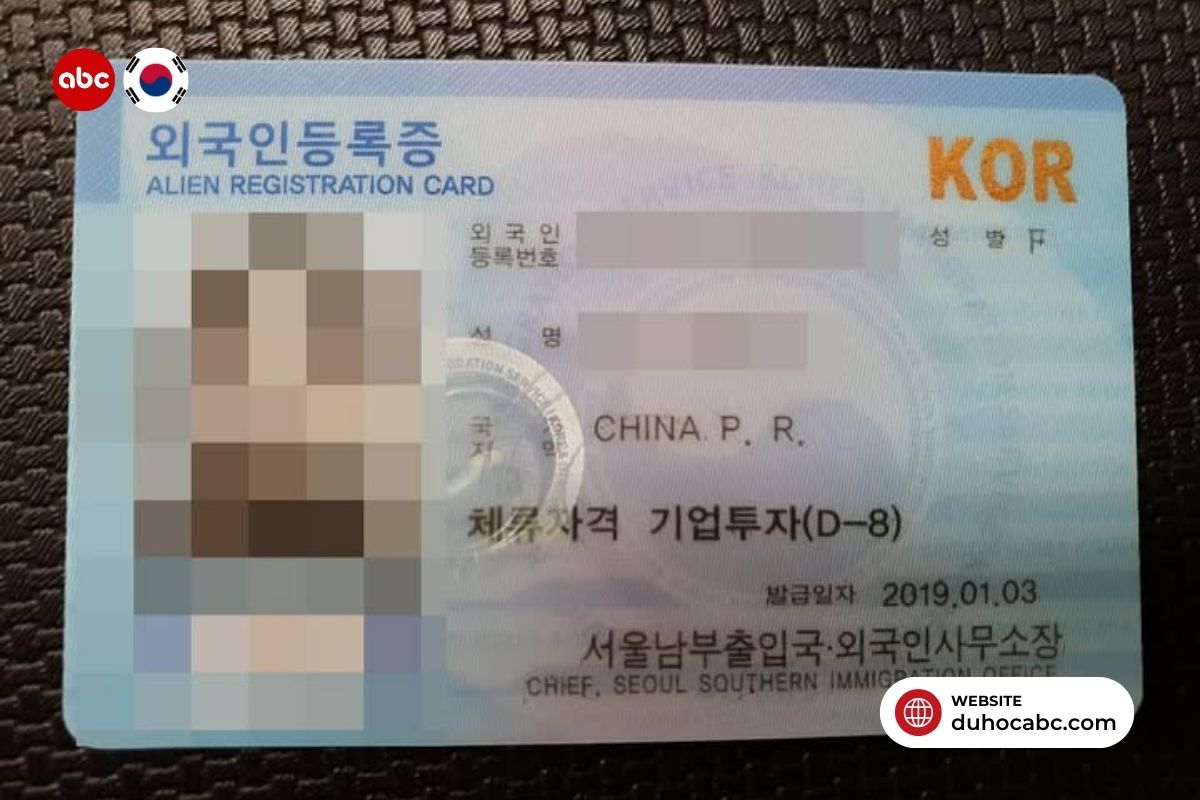 abc
외국인등록증
ALIEN REGISTRATION CARD
KOR
외국인
등록번호
성별 F
성명
국
CHINA P. R.
체류자격 기업투자(D-8)
발급일자 2019.01.03
서울남부출입국·외국인사무소장
CHIEF, SEOUL SOUTHERN IMMIGRATION OFFICE
WEBSITE
duhocabc.com